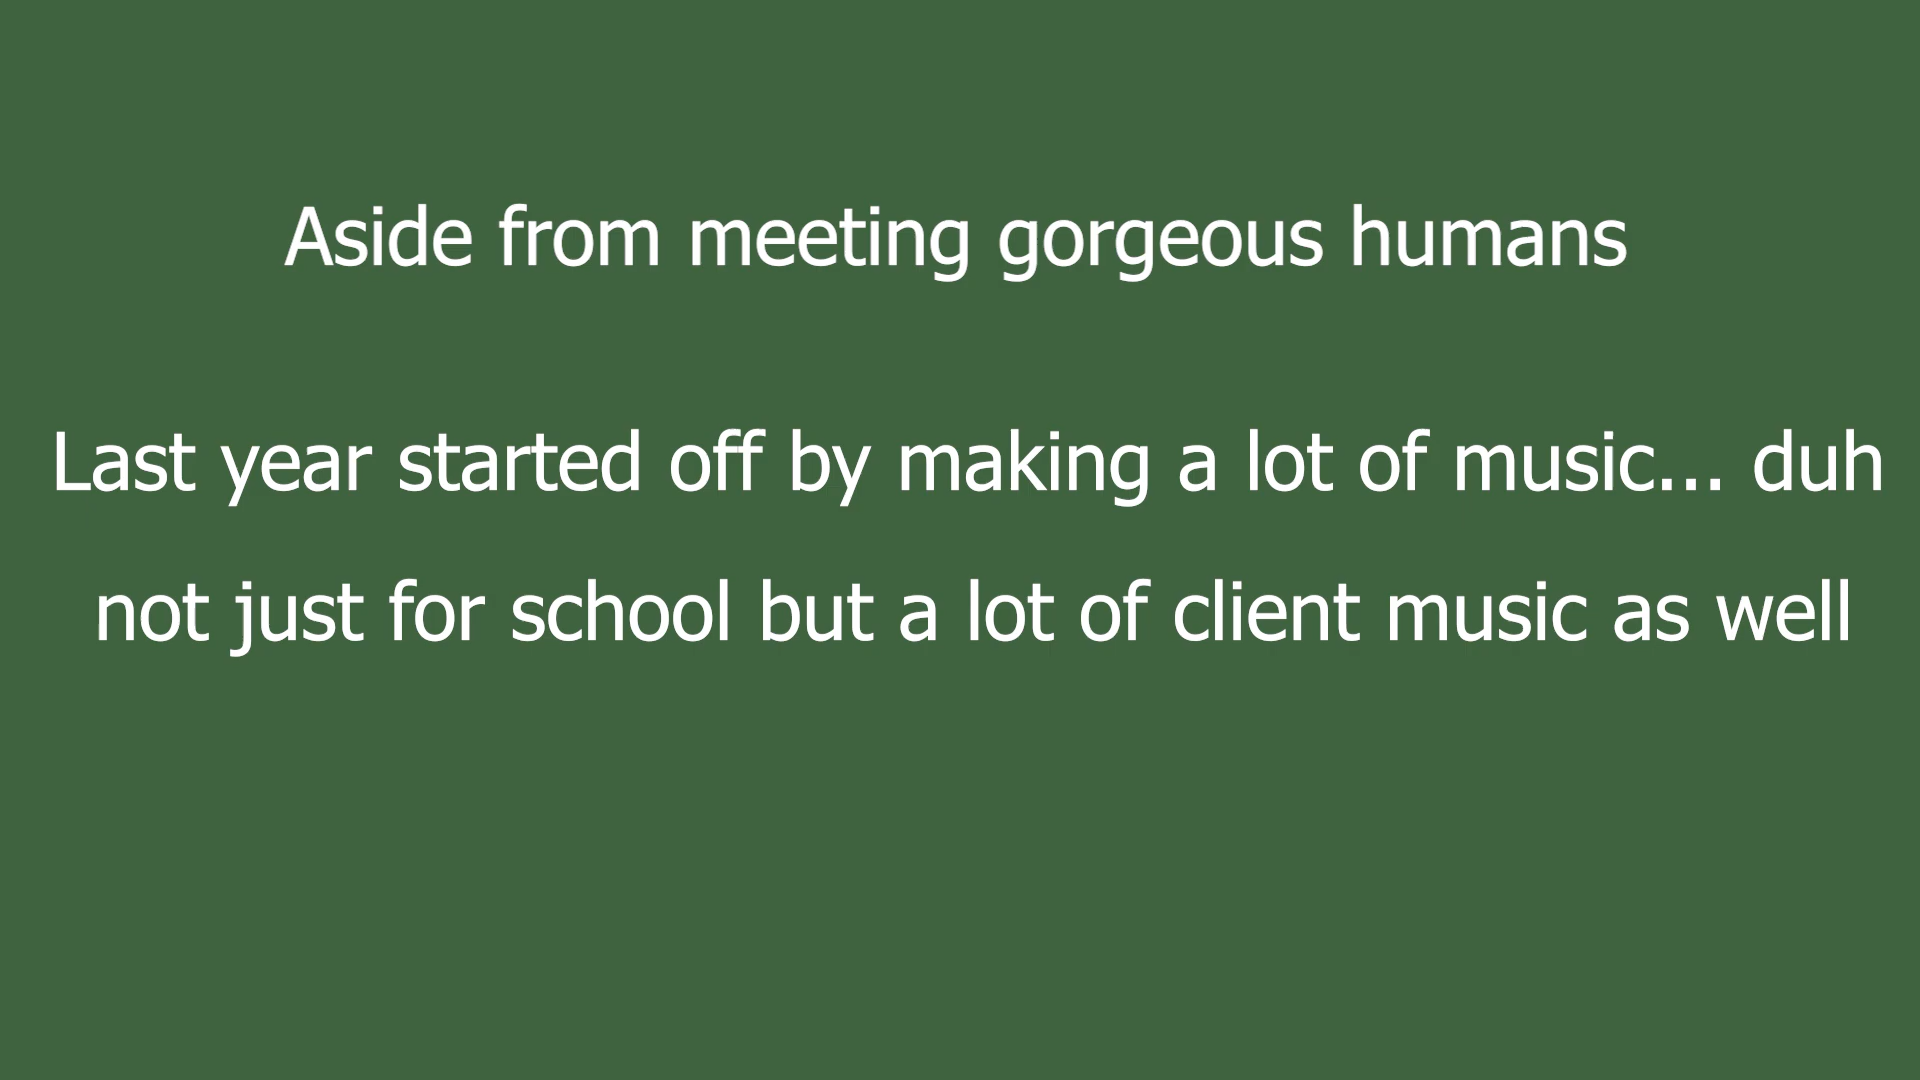 Aside from meeting gorgeous humans
Last year started off by making a lot of music... duh
not just for school but a lot of client music as well